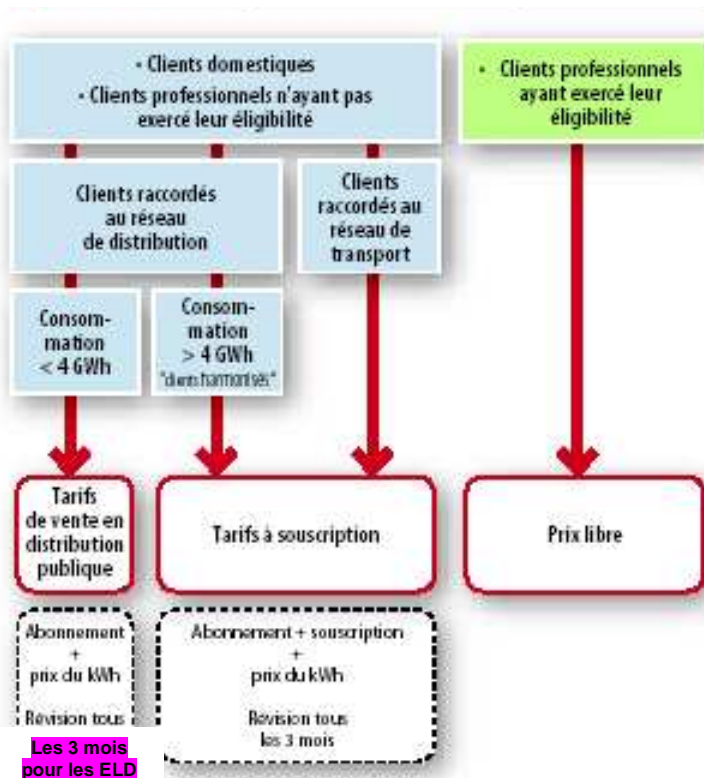 • Clients domestiques
• Clients professionnels n'ayant pas
exercé leur éligibilité
• Clients professionnels
ayant exercé leur
éligibilité
Clients raccordés
au réseau
de distribution
Clients
raccordés au
réseau de
transport
Consom-
mation
< 4 GWh
Consom-
mation
> 4 GWh
"clients harmonisés"
Tarifs
de vente en
distribution
publique
Tarifs à souscription
Prix libre
Abonnement
+
prix du kWh
Révision tous
Les 3 mois
pour les ELD
Abonnement + souscription
+
prix du kWh
Révision tous
les 3 mois